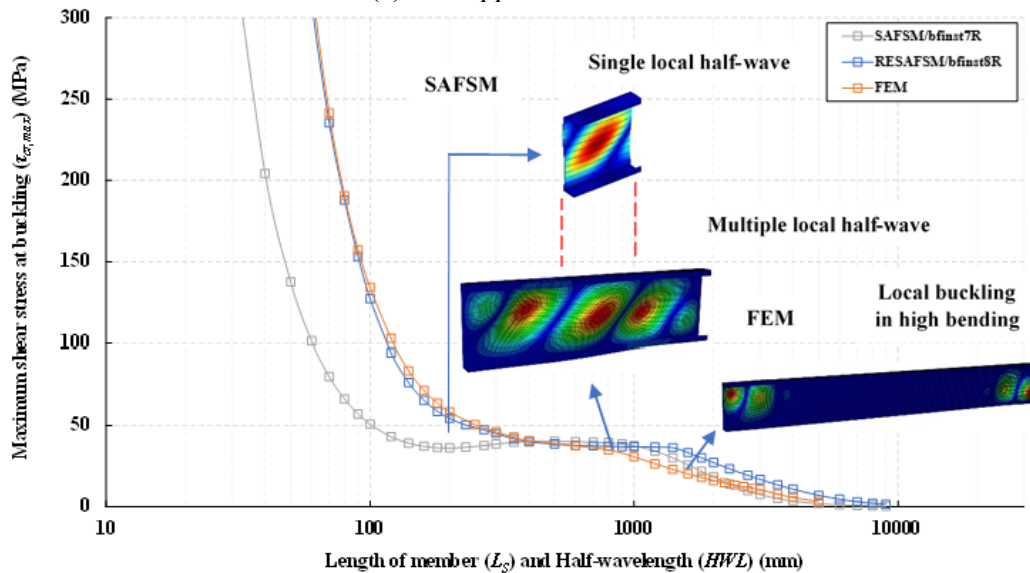 300
250
200
150
100
50
0
Maximum shear stress at buckling (τcr,max) (MPa)
SAFSM/bfinst7R
RESAFSM/bfinst8R
FEM
SAFSM
Single local half-wave
Multiple local half-wave
FEM
Local buckling
in high bending
10
100
1000
10000
Length of member (LS) and Half-wavelength (HWL) (mm)